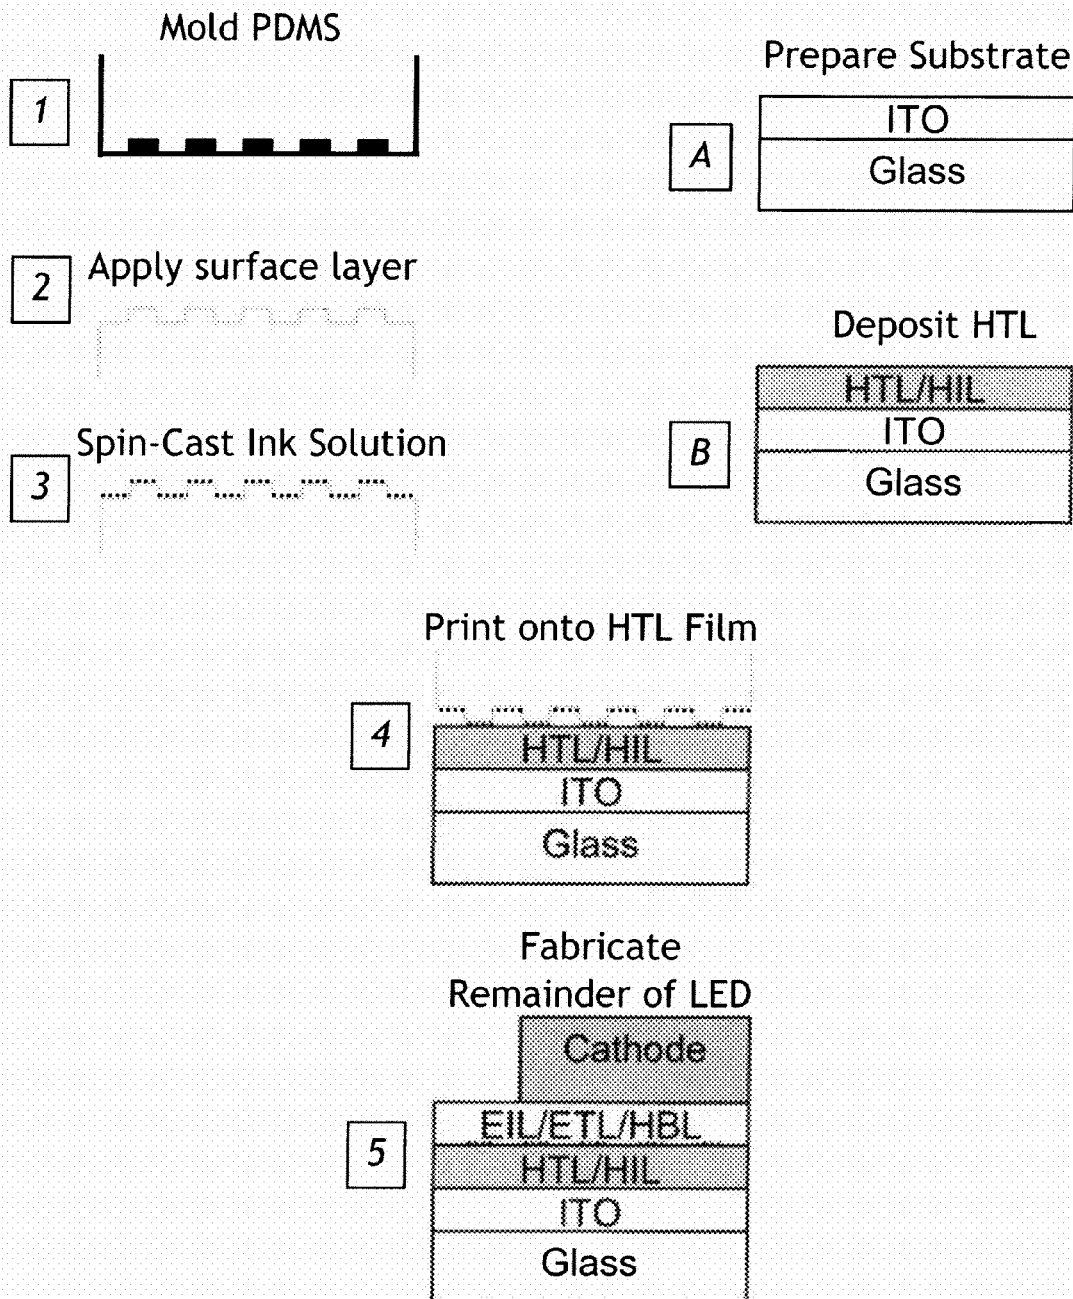 Mold PDMS
1
Apply surface layer
2
Spin-Cast Ink Solution
3
Prepare Substrate
A
ITO
Glass
Deposit HTL
B
HTL/HIL
ITO
Glass
Print onto HTL Film
4
HTL/HIL
ITO
Glass
Fabricate
Remainder of LED
5
Cathode
EIL/ETL/HBL
HTL/HIL
ITO
Glass